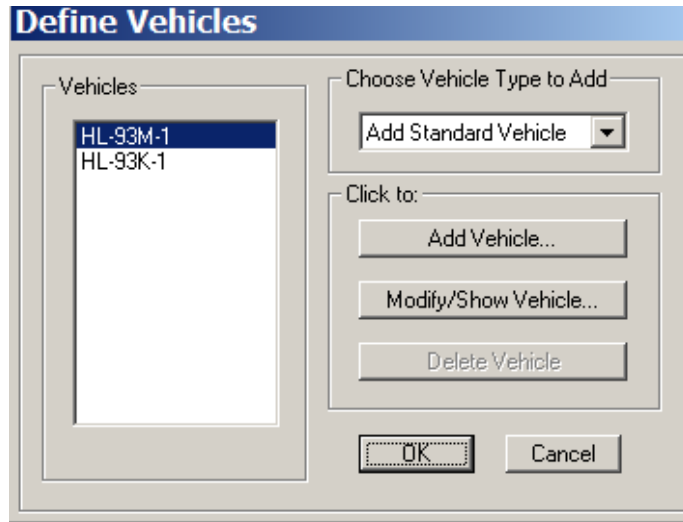 Define Vehicles
Vehicles
HL-93M-1
HL-93K-1
Choose Vehicle Type to Add
Add Standard Vehicle
Click to:
Add Vehicle...
Modify/Show Vehicle...
Delete Vehicle
OK
Cancel